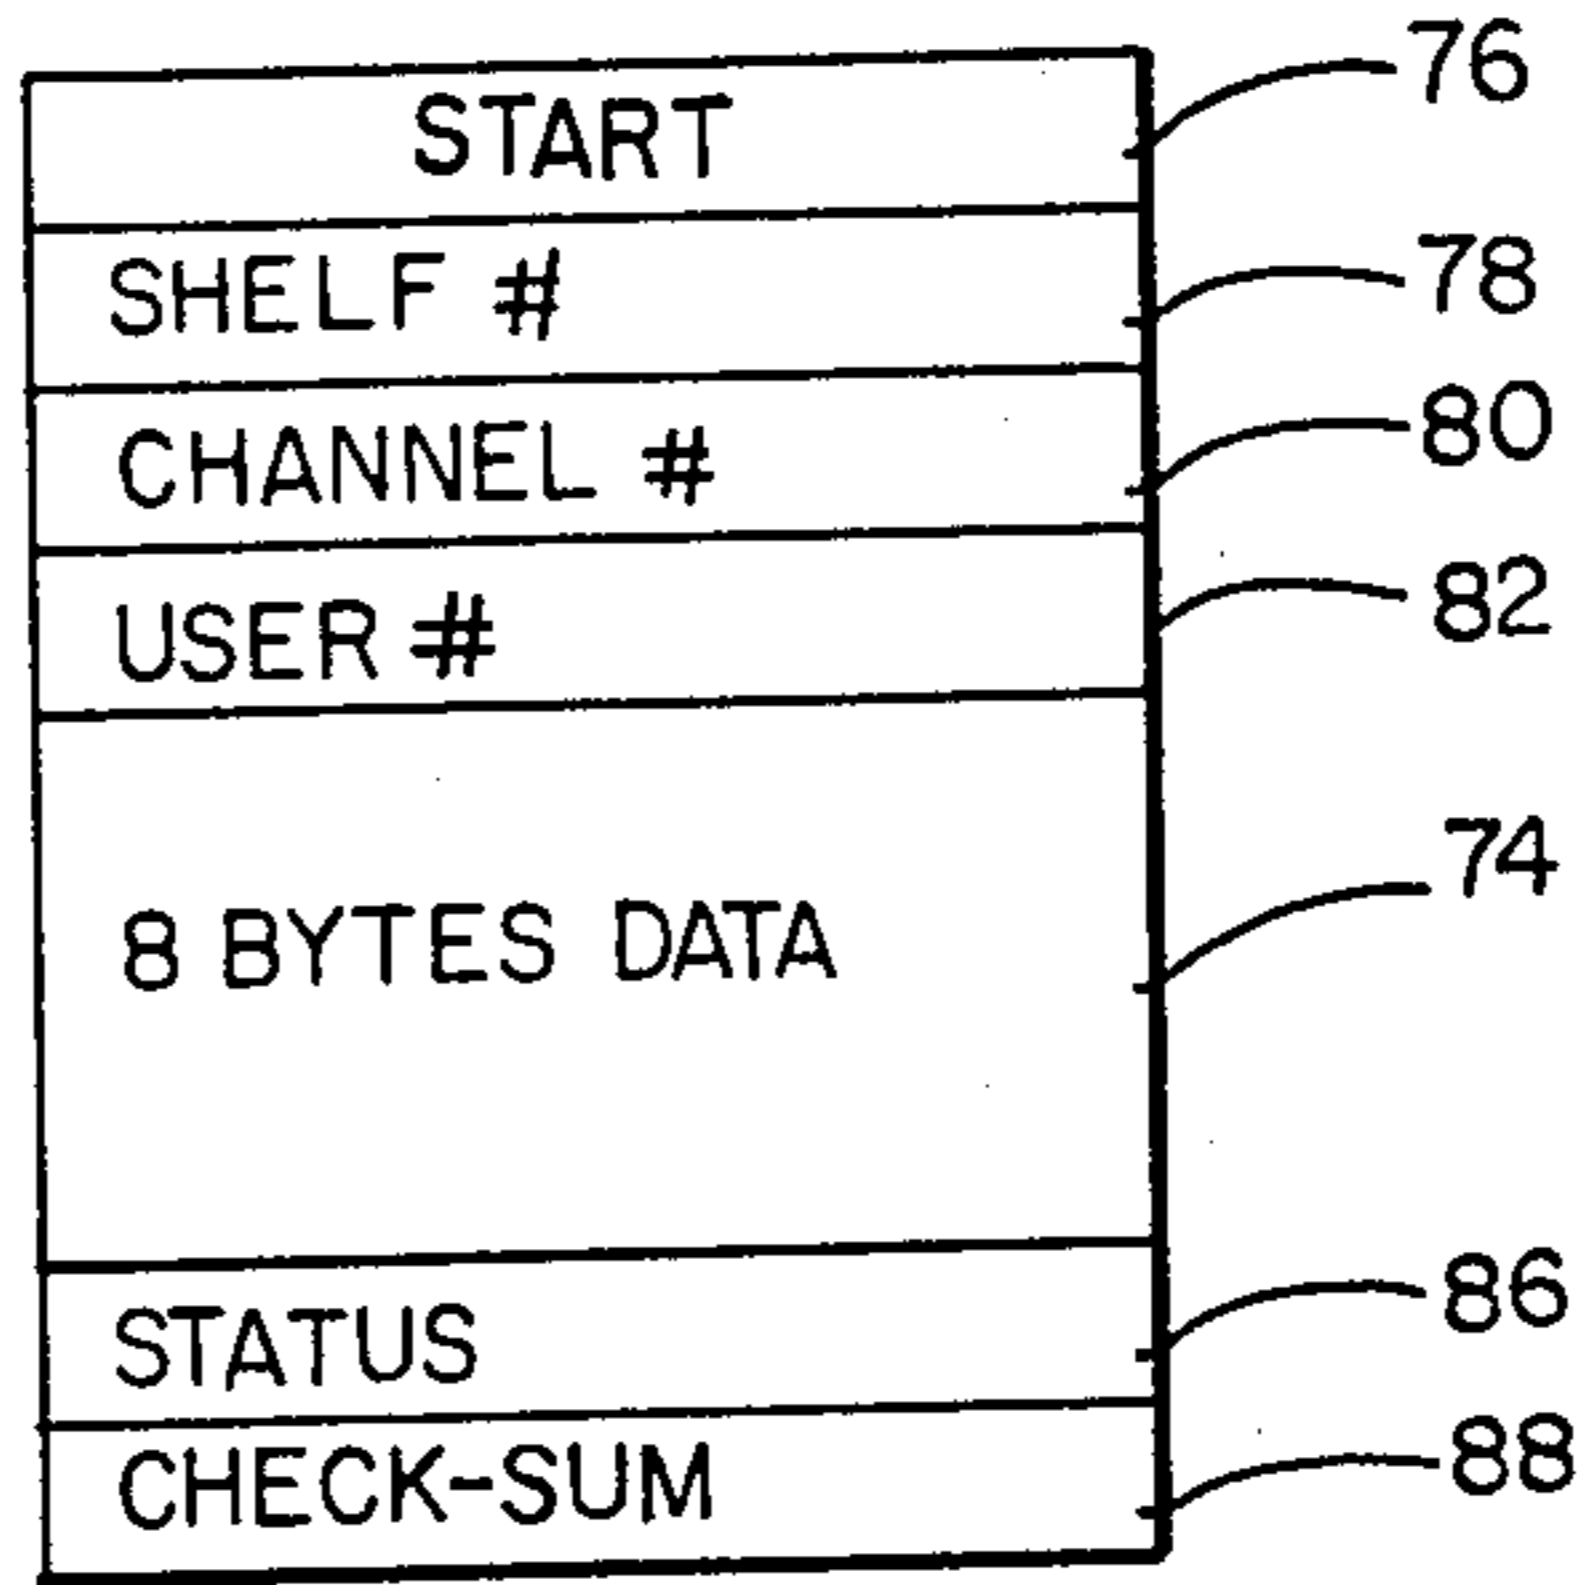 START 76
SHELF # 78
CHANNEL # 80
USER # 82
8 BYTES DATA 74
STATUS 86
CHECK-SUM 88